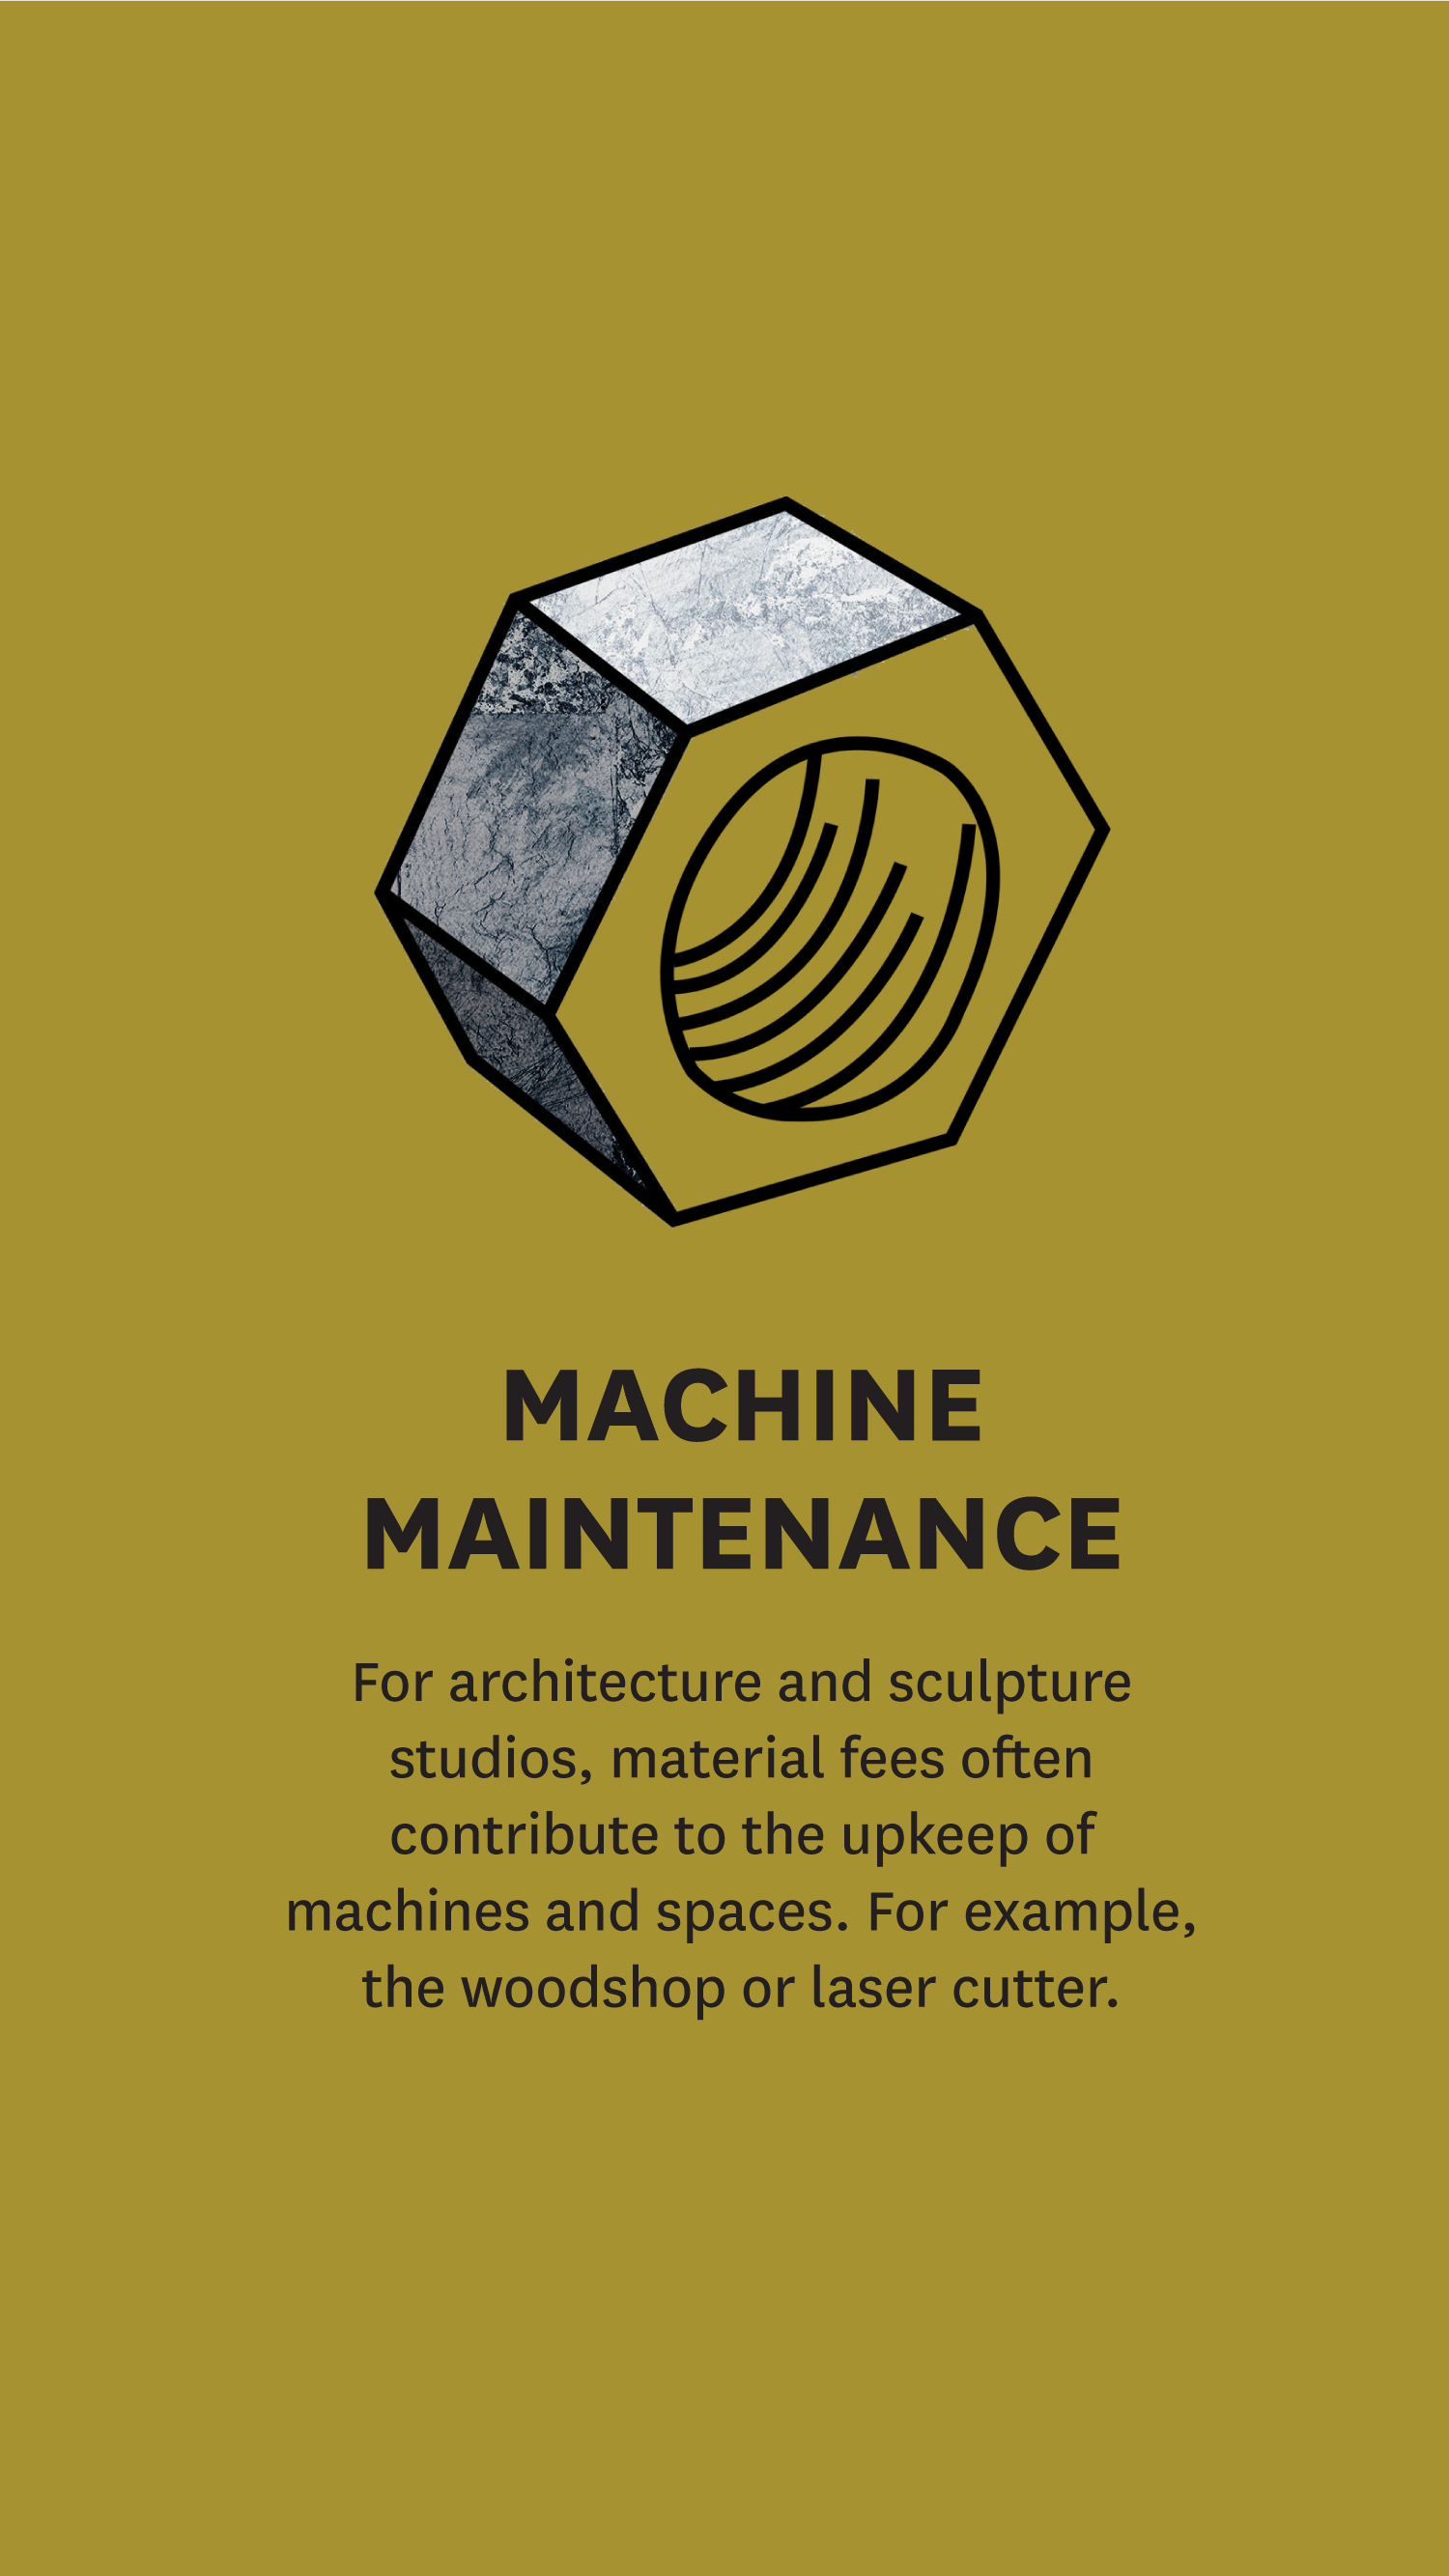 MACHINE
MAINTENANCE
For architecture and sculpture
studios, material fees often
contribute to the upkeep of
machines and spaces. For example,
the woodshop or laser cutter.